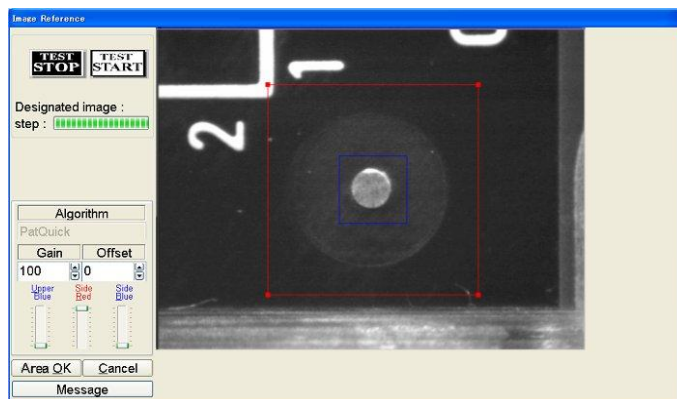 Image Reference
TEST STOP
TEST START
Designated image :
step :
Algorithm
PatQuick
Gain Offset
100 0
Upper Blue
Side Red
Side Blue
Area OK Cancel
Message
1
2